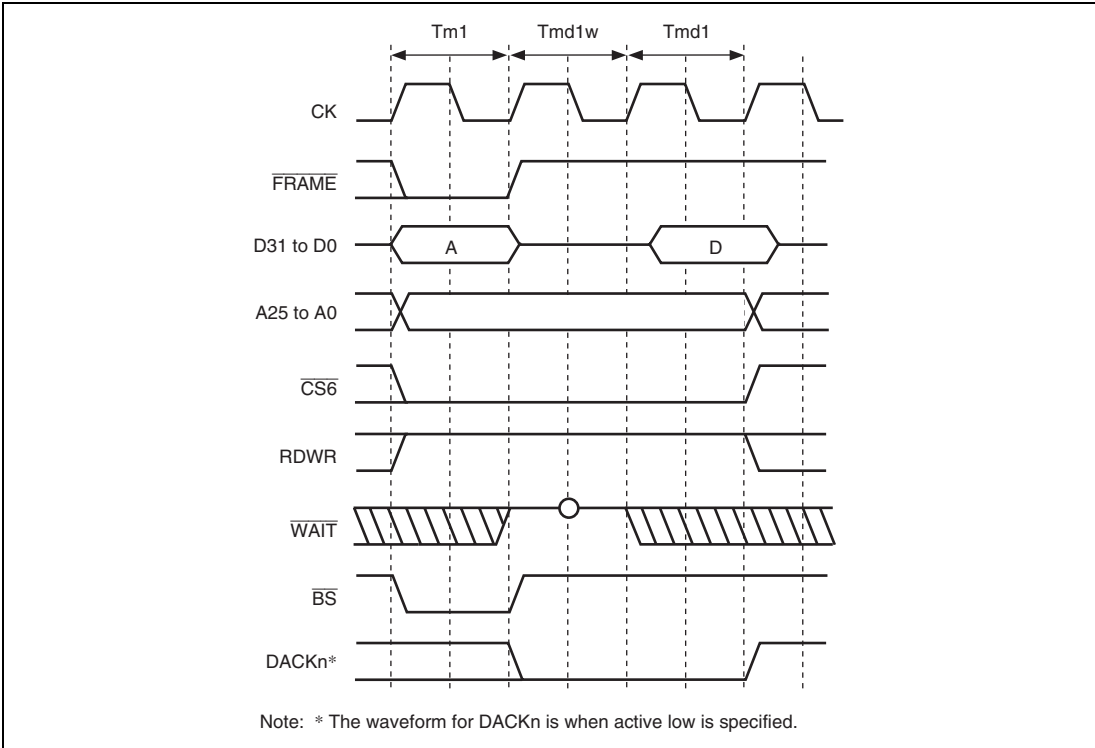 Tm1 Tmd1w Tmd1
CK
FRAME
D31 to D0 A D
A25 to A0
CS6
RDWR
WAIT
BS
DACKn*
Note: * The waveform for DACKn is when active low is specified.